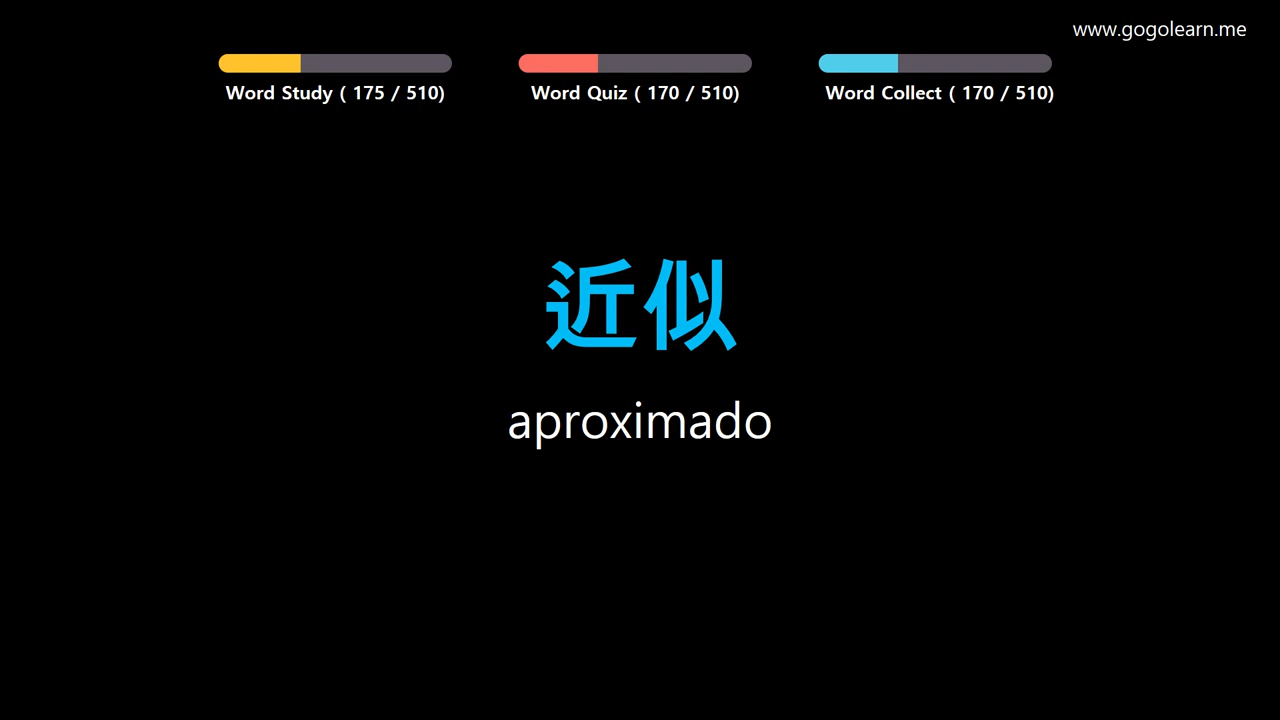 www.gogolearn.me
Word Study ( 175 / 510)
Word Quiz ( 170 / 510)
Word Collect ( 170 / 510)
近似
aproximado